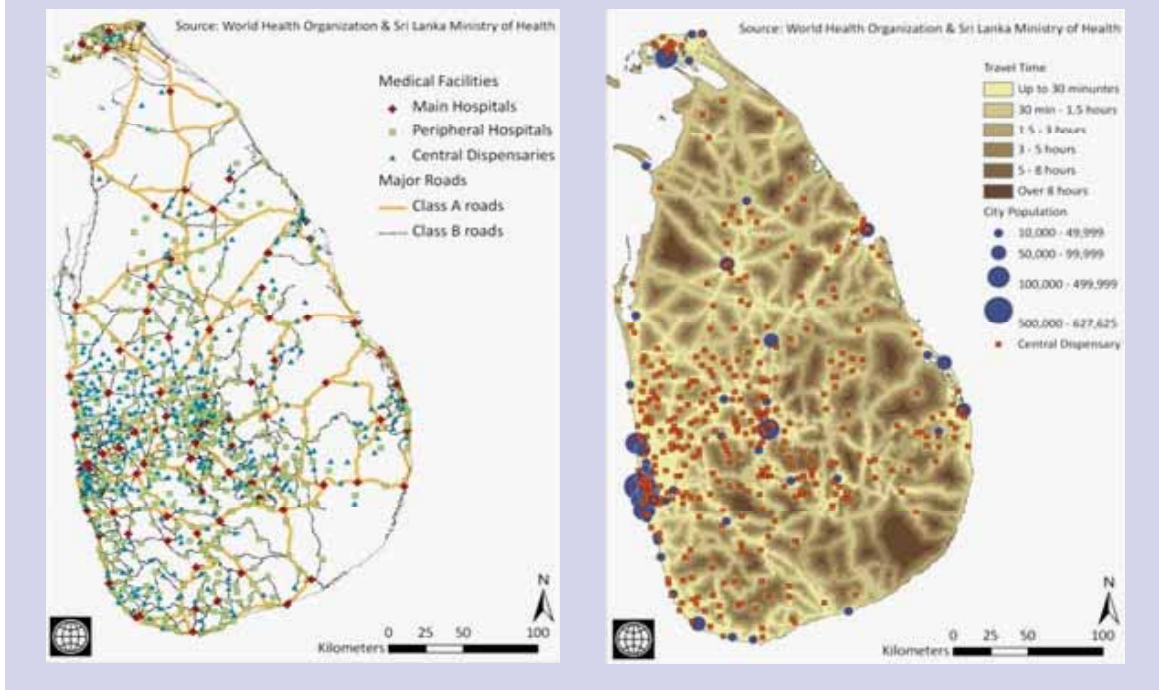 Source: World Health Organization & Sri Lanka Ministry of Health
Medical Facilities
Main Hospitals
Peripheral Hospitals
Central Dispensaries
Major Roads
Class A roads
Class B roads
N
0 25 50 100
Kilometers
Source: World Health Organization & Sri Lanka Ministry of Health
Travel Time
Up to 30 minuntes
30 min - 1.5 hours
1.5 - 3 hours
3 - 5 hours
5 - 8 hours
Over 8 hours
City Population
10,000 - 49,999
50,000 - 99,999
100,000 - 499,999
500,000 - 627,625
Central Dispensary
N
0 25 50 100
Kilometers